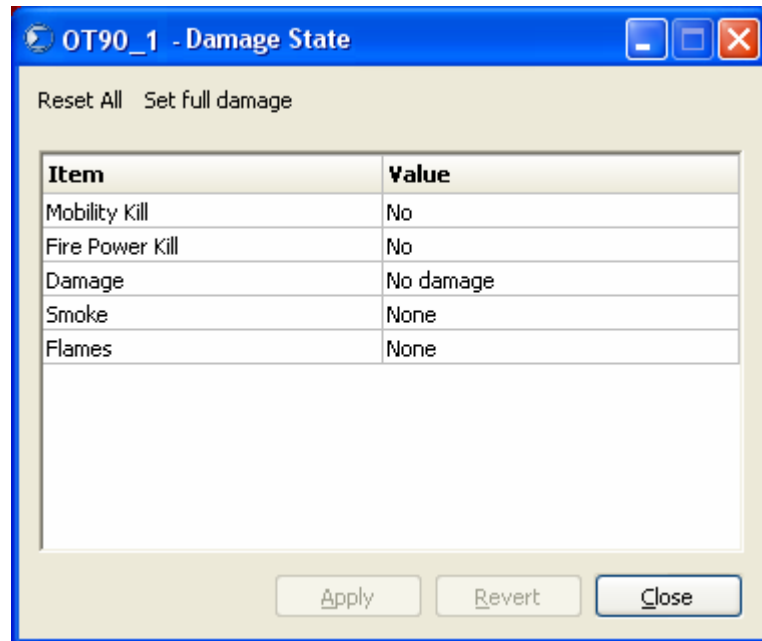 OT90_1 - Damage State
Reset All Set full damage
Item Value
Mobility Kill No
Fire Power Kill No
Damage No damage
Smoke None
Flames None
Apply Revert Close